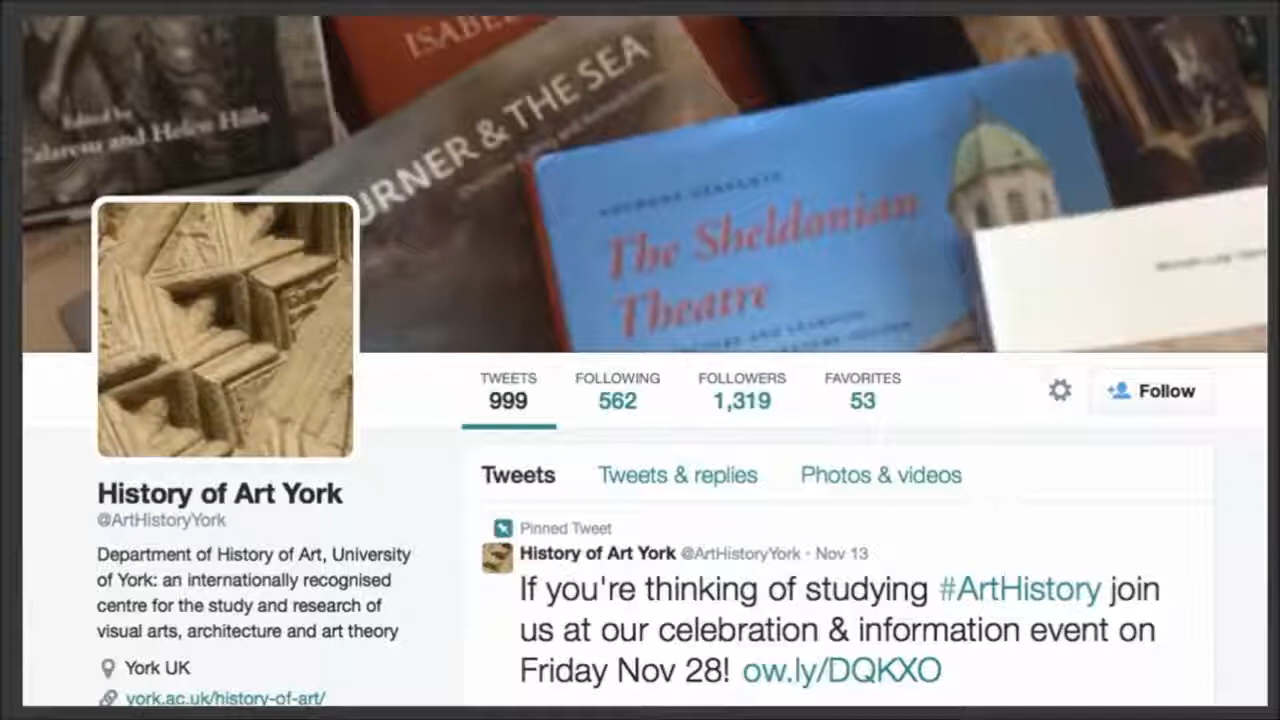 ISABE
Edited by
and Helen Hills
URNER & THE SEA
The Sheldonian
Theatre
TWEETS FOLLOWING FOLLOWERS FAVORITES
999 562 1,319 53
Follow
History of Art York
@ArtHistoryYork
Department of History of Art, University
of York: an internationally recognised
centre for the study and research of
visual arts, architecture and art theory
York UK
york.ac.uk/history-of-art/
Tweets Tweets & replies Photos & videos
Pinned Tweet
History of Art York @ArtHistoryYork · Nov 13
If you're thinking of studying #ArtHistory join
us at our celebration & information event on
Friday Nov 28! ow.ly/DQKXO